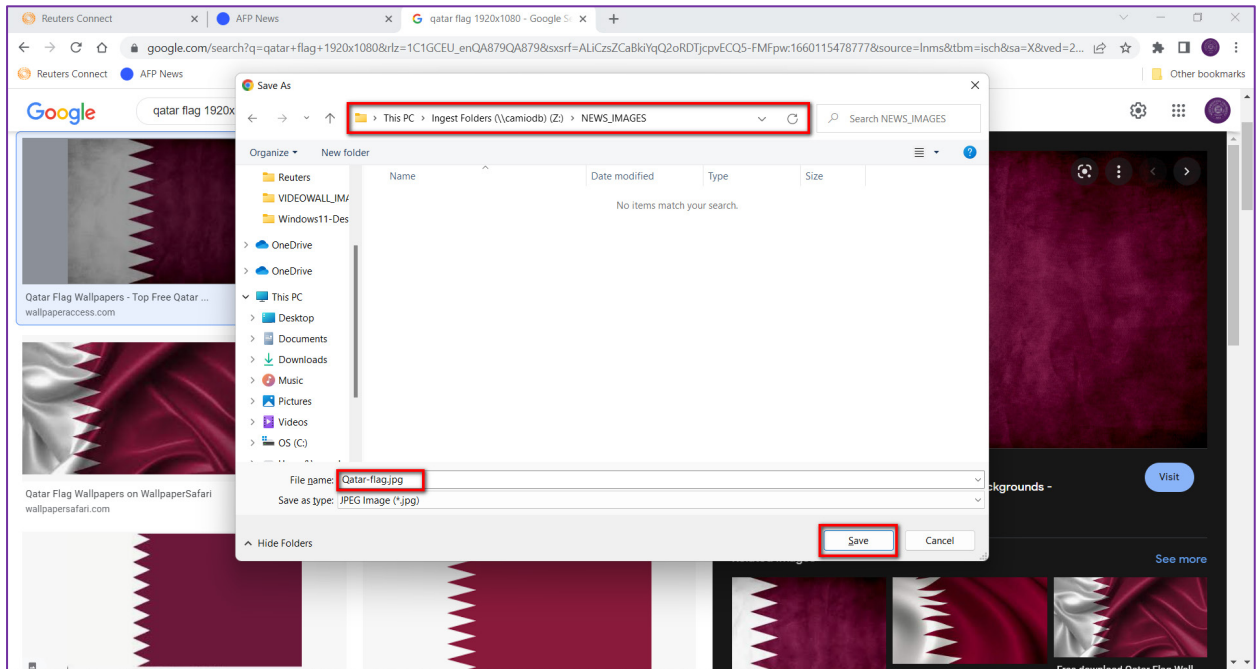 Reuters Connect
AFP News
qatar flag 1920x1080 - Google S
google.com/search?q=qatar+flag+1920x1080&rlz=1C1GCEU_enQA879QA879&sxsrf=ALiCzsZCaBkiYqQ2oRDTjcpvECQ5-FMFpw:1660115478777&source=lnms&tbm=isch&sa=X&ved=2...
Reuters Connect
AFP News
Other bookmarks
Google
qatar flag 1920x
Save As
This PC > Ingest Folders (\\camiodb) (Z:) > NEWS_IMAGES
Search NEWS_IMAGES
Organize
New folder
Name
Date modified
Type
Size
No items match your search.
Reuters
VIDEOWALL_IMA
Windows11-Des
OneDrive
OneDrive
This PC
Desktop
Documents
Downloads
Music
Pictures
Videos
OS (C:)
File name: Qatar-flag.jpg
Save as type: JPEG Image (*.jpg)
Hide Folders
Save
Cancel
Qatar Flag Wallpapers - Top Free Qatar ...
wallpaperaccess.com
Qatar Flag Wallpapers on WallpaperSafari
wallpapersafari.com
ckgrounds -
Visit
See more
Free download Qatar Flag Wall